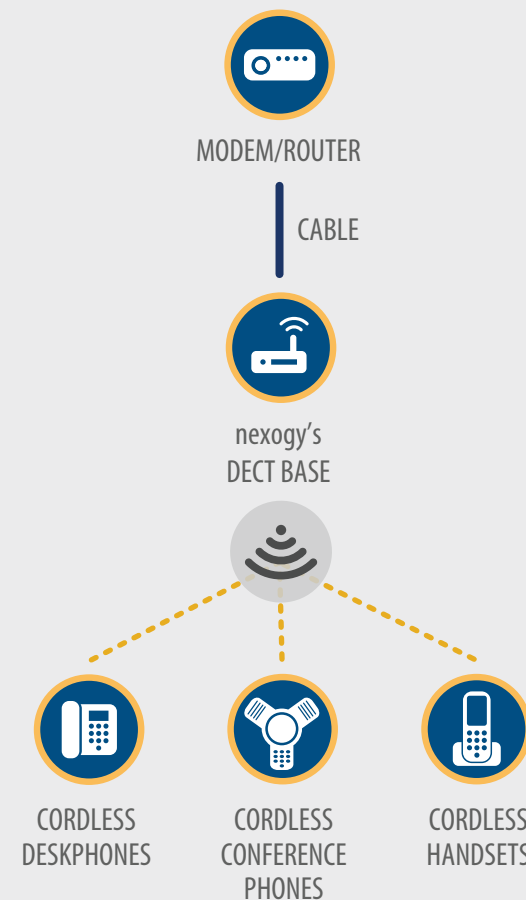 MODEM/ROUTER
CABLE
nexogy's
DECT BASE
CORDLESS
DESKPHONES
CORDLESS
CONFERENCE
PHONES
CORDLESS
HANDSETS